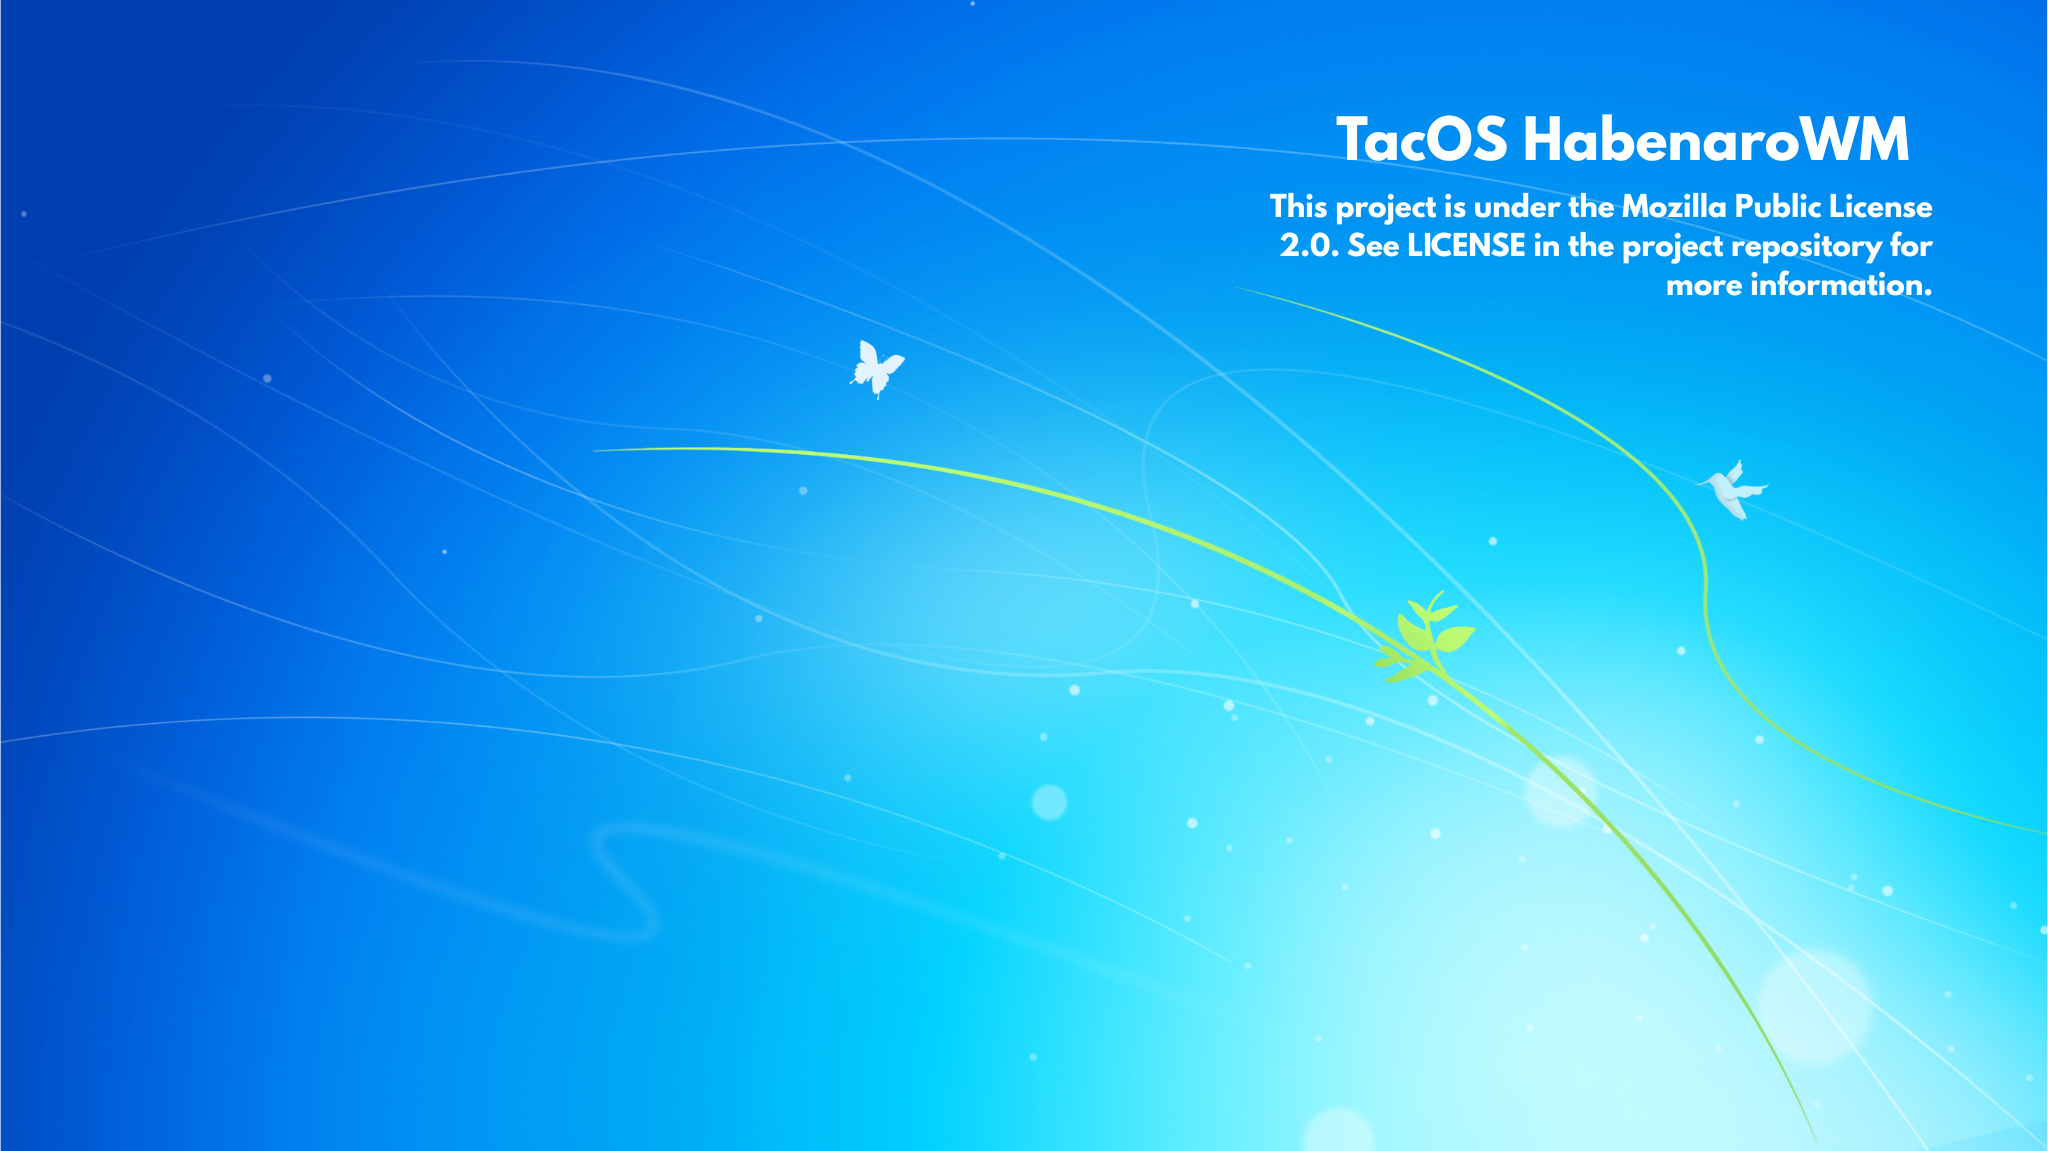 TacOS HabenaroWM
This project is under the Mozilla Public License
2.0. See LICENSE in the project repository for
more information.